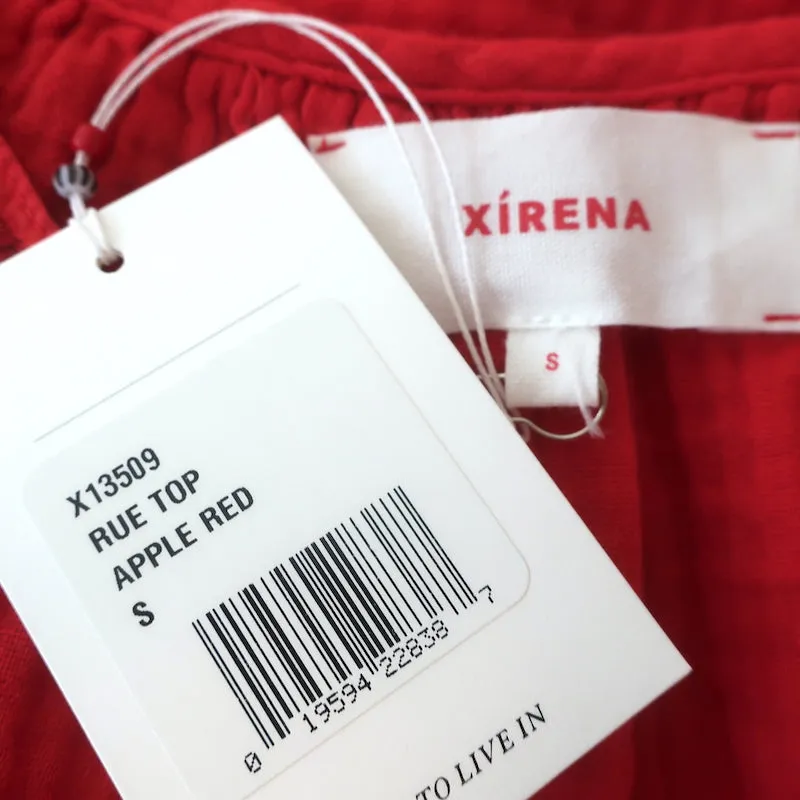 XÍRENA
S
X13509
RUE TOP
APPLE RED
S
0 19594 22838 7
TO LIVE IN